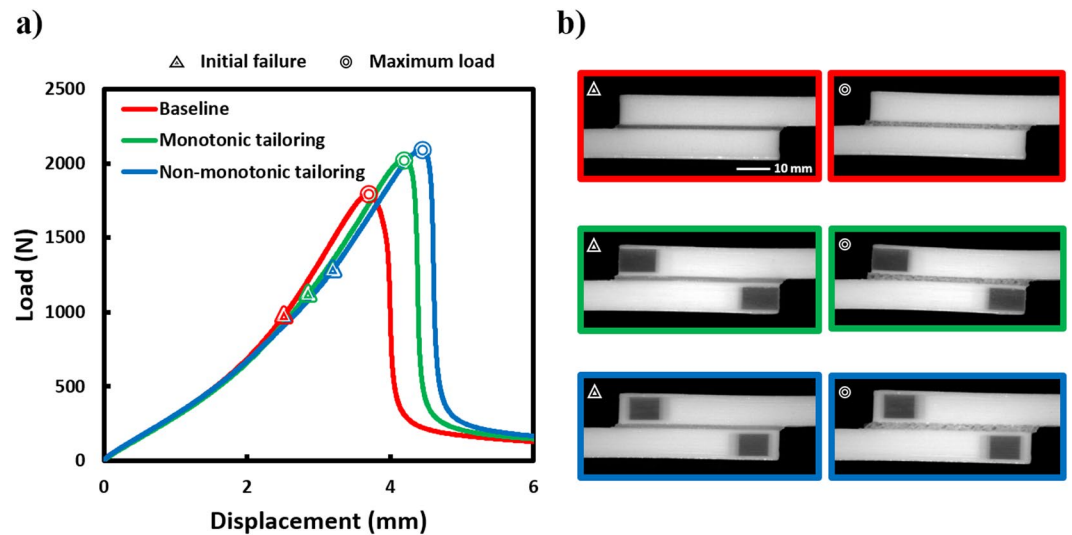 a)
b)
Initial failure
Maximum load
2500
2000
1500
1000
500
0
Load (N)
Baseline
Monotonic tailoring
Non-monotonic tailoring
0
2
4
6
Displacement (mm)
10 mm